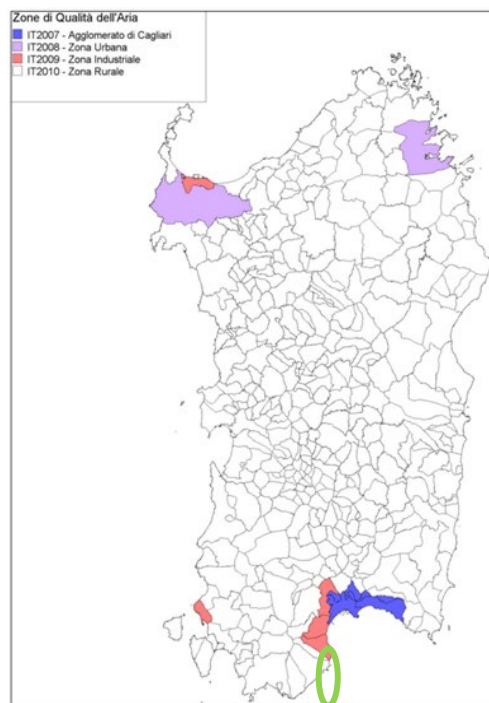 Zone di Qualità dell'Aria
IT2007 - Agglomerato di Cagliari
IT2008 - Zona Urbana
IT2009 - Zona Industriale
IT2010 - Zona Rurale